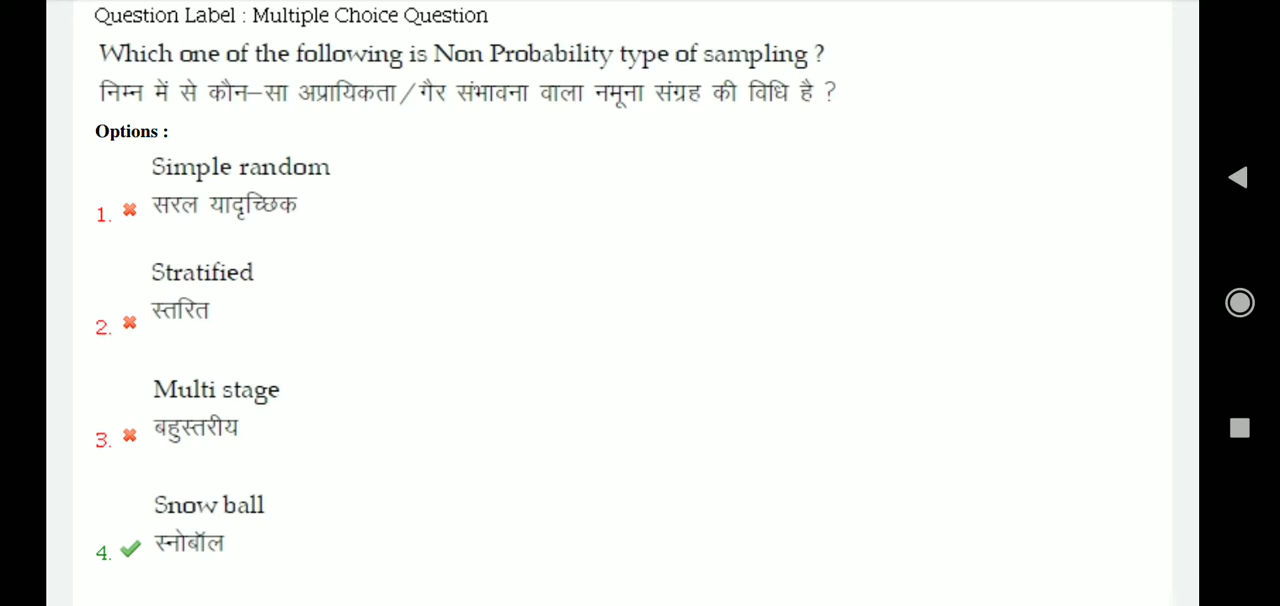 Question Label : Multiple Choice Question
Which one of the following is Non Probability type of sampling ?
निम्न में से कौन–सा अप्रायिकता/गैर संभावना वाला नमूना संग्रह की विधि है ?
Options :
Simple random
1. सरल यादृच्छिक
Stratified
2. स्तरित
Multi stage
3. बहुस्तरीय
Snow ball
4. स्नोबॉल